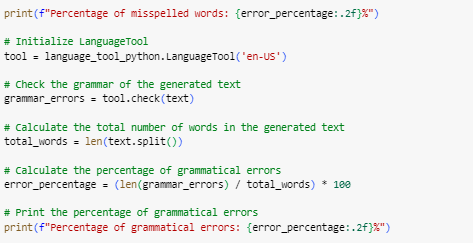 print(f"Percentage of misspelled words: {error_percentage:.2f}%")
# Initialize LanguageTool
tool = language_tool_python.LanguageTool('en-US')
# Check the grammar of the generated text
grammar_errors = tool.check(text)
# Calculate the total number of words in the generated text
total_words = len(text.split())
# Calculate the percentage of grammatical errors
error_percentage = (len(grammar_errors) / total_words) * 100
# Print the percentage of grammatical errors
print(f"Percentage of grammatical errors: {error_percentage:.2f}%")